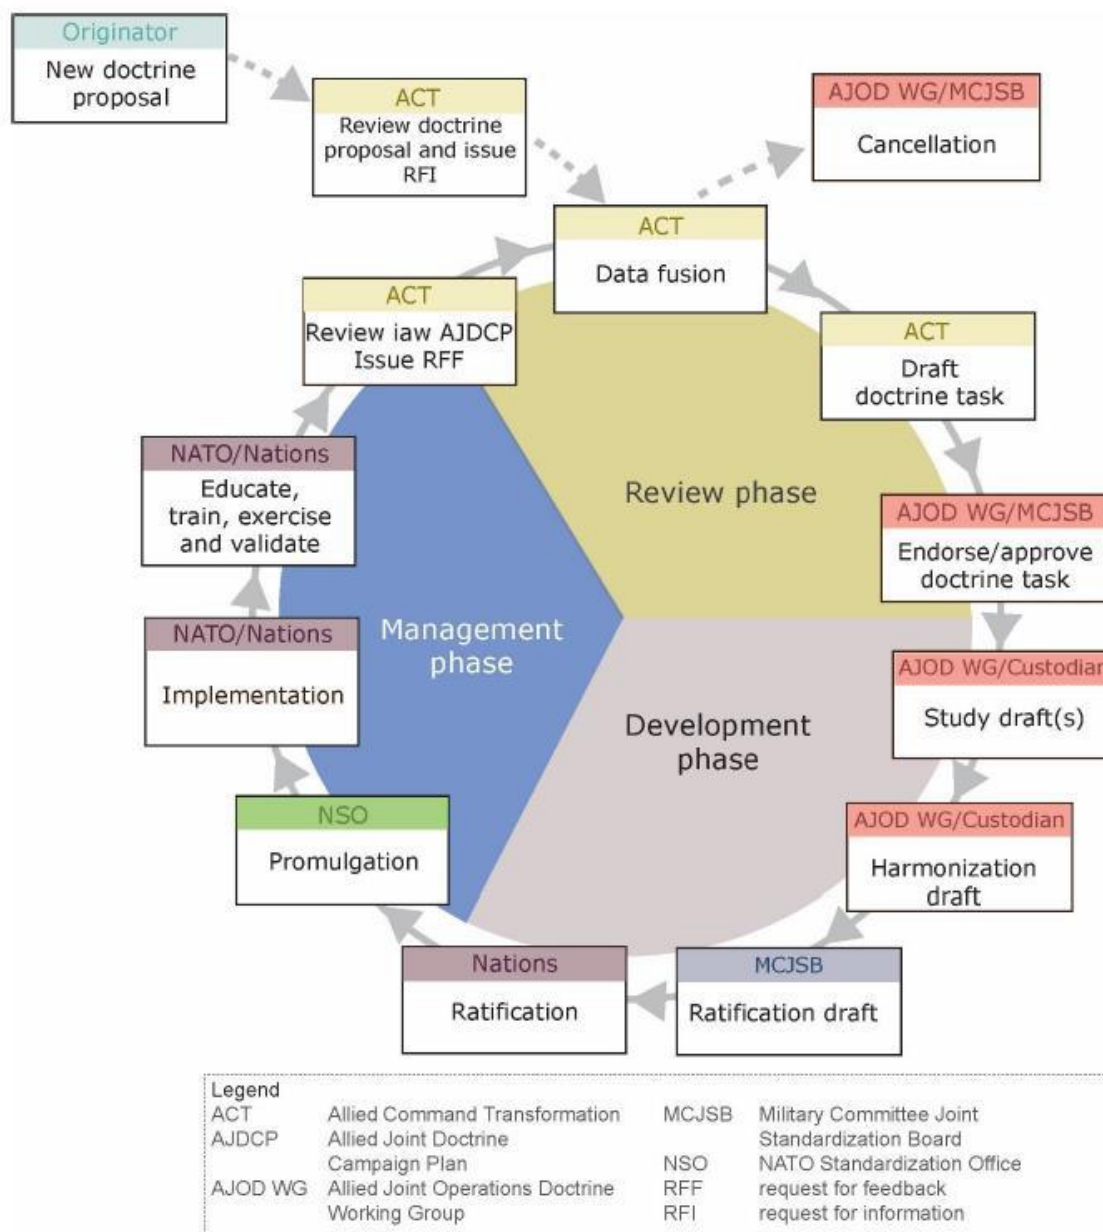 Originator
New doctrine
proposal
ACT
Review doctrine
proposal and issue
RFI
AJOD WG/MCJSB
Cancellation
ACT
Data fusion
ACT
Review iaw AJDCP
Issue RFF
ACT
Draft
doctrine task
NATO/Nations
Educate,
train, exercise
and validate
Review phase
AJOD WG/MCJSB
Endorse/approve
doctrine task
NATO/Nations
Implementation
Management
phase
AJOD WG/Custodian
Study draft(s)
Development
phase
NSO
Promulgation
AJOD WG/Custodian
Harmonization
draft
Nations
Ratification
MCJSB
Ratification draft
Legend
ACT Allied Command Transformation
AJDCP Allied Joint Doctrine
Campaign Plan
AJOD WG Allied Joint Operations Doctrine
Working Group
MCJSB Military Committee Joint
Standardization Board
NSO NATO Standardization Office
RFF request for feedback
RFI request for information